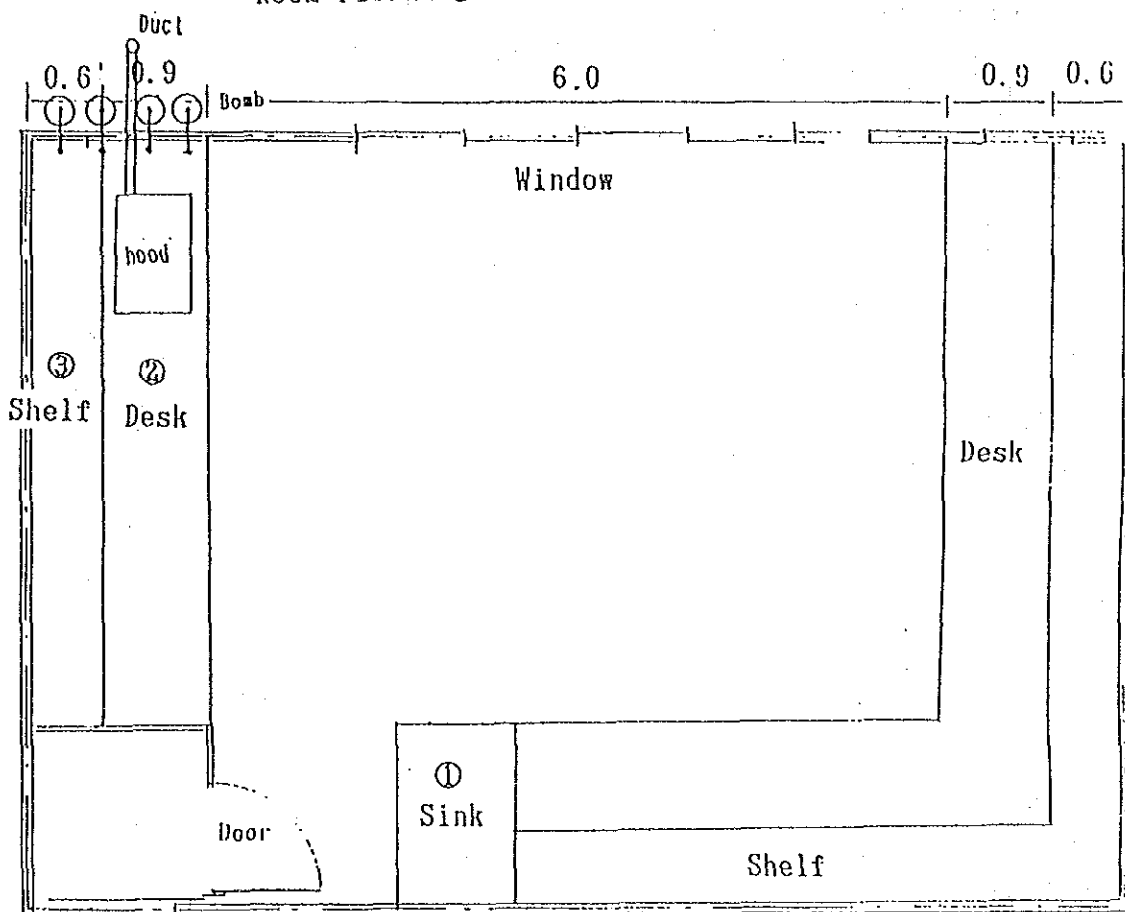 Duct
0.6 0.9 6.0 0.9 0.6
Bomb
Window
hood
③ ②
Shelf Desk
Desk
①
Sink
Door
Shelf